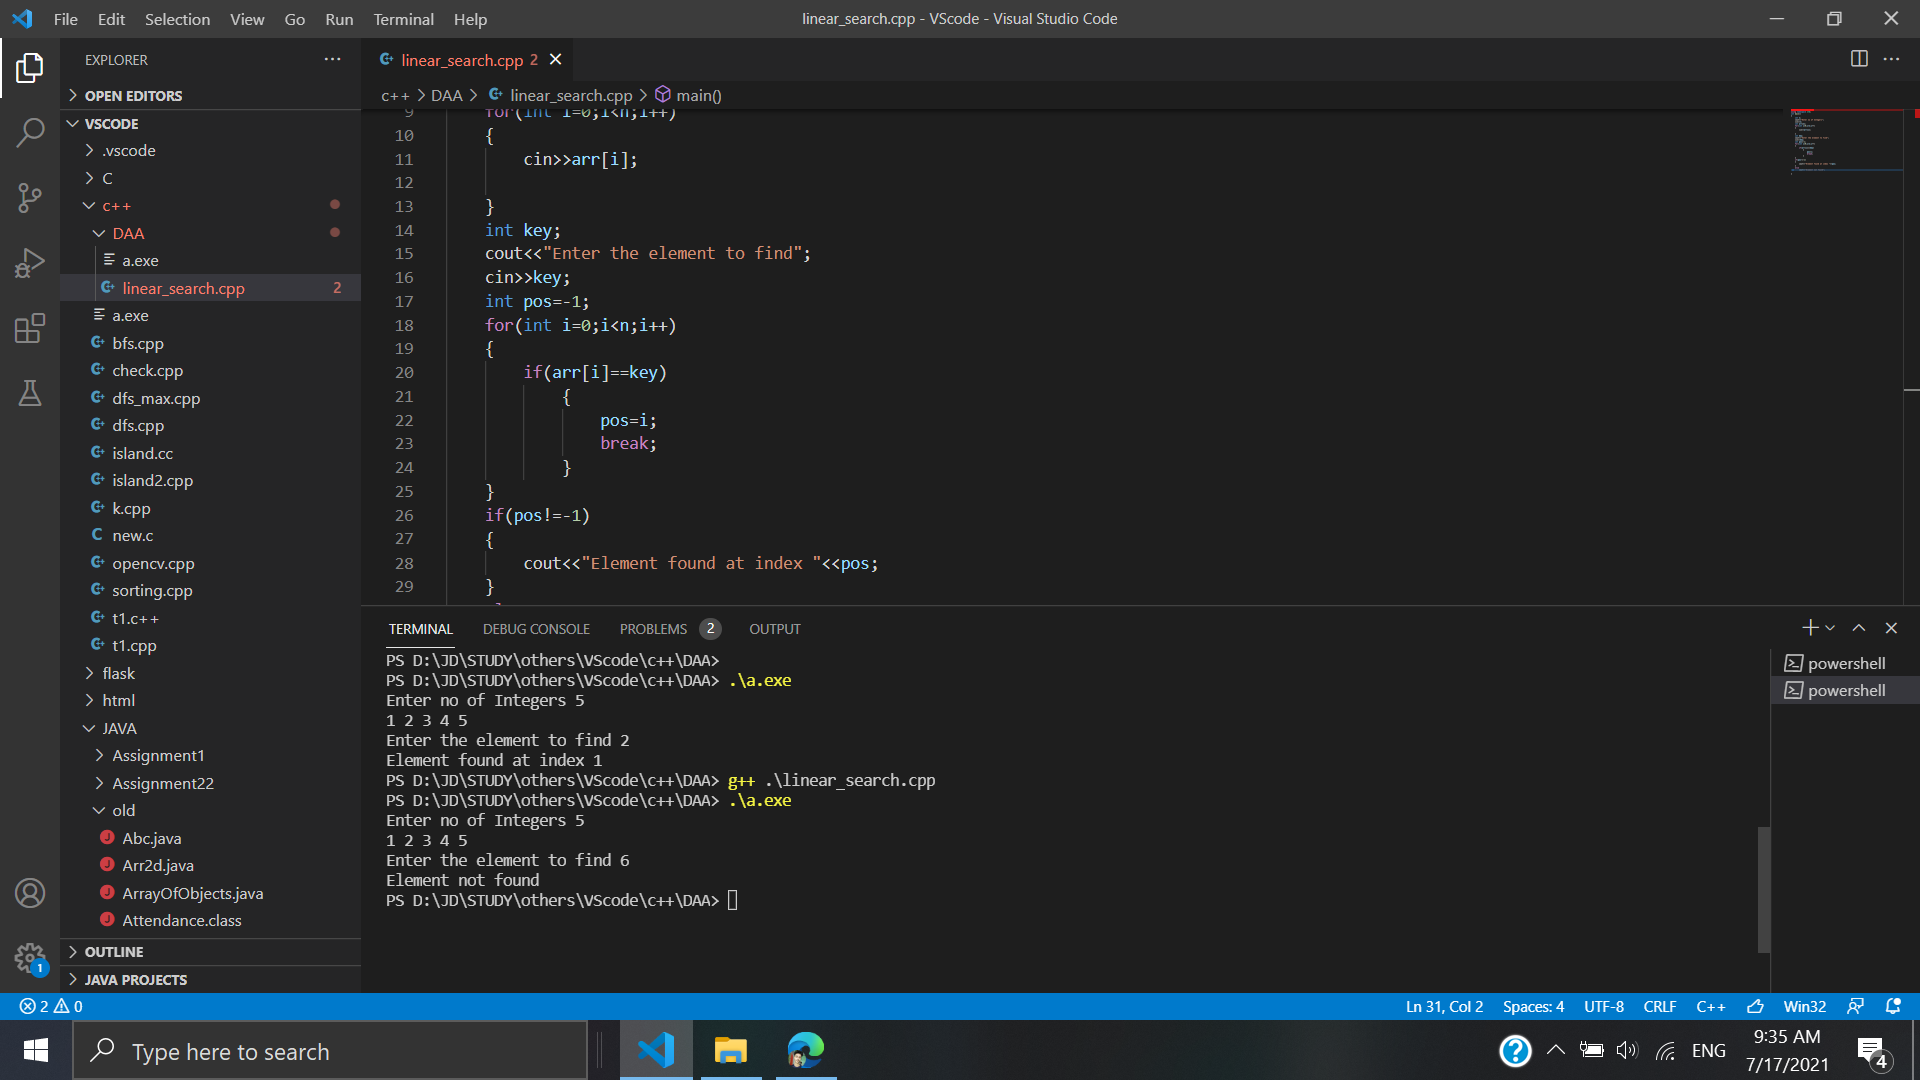 File Edit Selection View Go Run Terminal Help
linear_search.cpp - VScode - Visual Studio Code
EXPLORER
OPEN EDITORS
VSCODE
.vscode
C
c++
DAA
a.exe
linear_search.cpp 2
a.exe
bfs.cpp
check.cpp
dfs_max.cpp
dfs.cpp
island.cc
island2.cpp
k.cpp
new.c
opencv.cpp
sorting.cpp
t1.c++
t1.cpp
flask
html
JAVA
Assignment1
Assignment22
old
Abc.java
Arr2d.java
ArrayOfObjects.java
Attendance.class
OUTLINE
JAVA PROJECTS
linear_search.cpp 2
c++ > DAA > linear_search.cpp > main()
9 for(int i=0;i<n;i++)
10 {
11 cin>>arr[i];
12
13 }
14 int key;
15 cout<<"Enter the element to find";
16 cin>>key;
17 int pos=-1;
18 for(int i=0;i<n;i++)
19 {
20 if(arr[i]==key)
21 {
22 pos=i;
23 break;
24 }
25 }
26 if(pos!=-1)
27 {
28 cout<<"Element found at index "<<pos;
29 }
TERMINAL DEBUG CONSOLE PROBLEMS 2 OUTPUT
PS D:\JD\STUDY\others\VScode\c++\DAA>
PS D:\JD\STUDY\others\VScode\c++\DAA> .\a.exe
Enter no of Integers 5
1 2 3 4 5
Enter the element to find 2
Element found at index 1
PS D:\JD\STUDY\others\VScode\c++\DAA> g++ .\linear_search.cpp
PS D:\JD\STUDY\others\VScode\c++\DAA> .\a.exe
Enter no of Integers 5
1 2 3 4 5
Enter the element to find 6
Element not found
PS D:\JD\STUDY\others\VScode\c++\DAA>
powershell
powershell
1
2 0
Ln 31, Col 2 Spaces: 4 UTF-8 CRLF C++ Win32
Type here to search
ENG
9:35 AM
7/17/2021
4